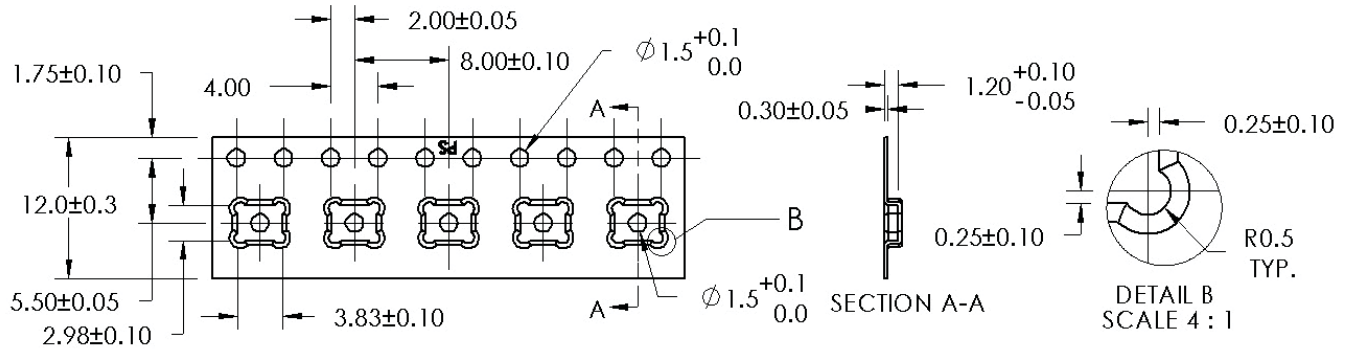 2.00±0.05
Ø1.5 +0.1
0.0
1.75±0.10
8.00±0.10
1.20 +0.10
-0.05
4.00
A
0.30±0.05
0.25±0.10
PS
12.0±0.3
B
0.25±0.10
R0.5
TYP.
5.50±0.05
A
Ø1.5 +0.1
0.0
SECTION A-A
DETAIL B
SCALE 4 : 1
3.83±0.10
2.98±0.10